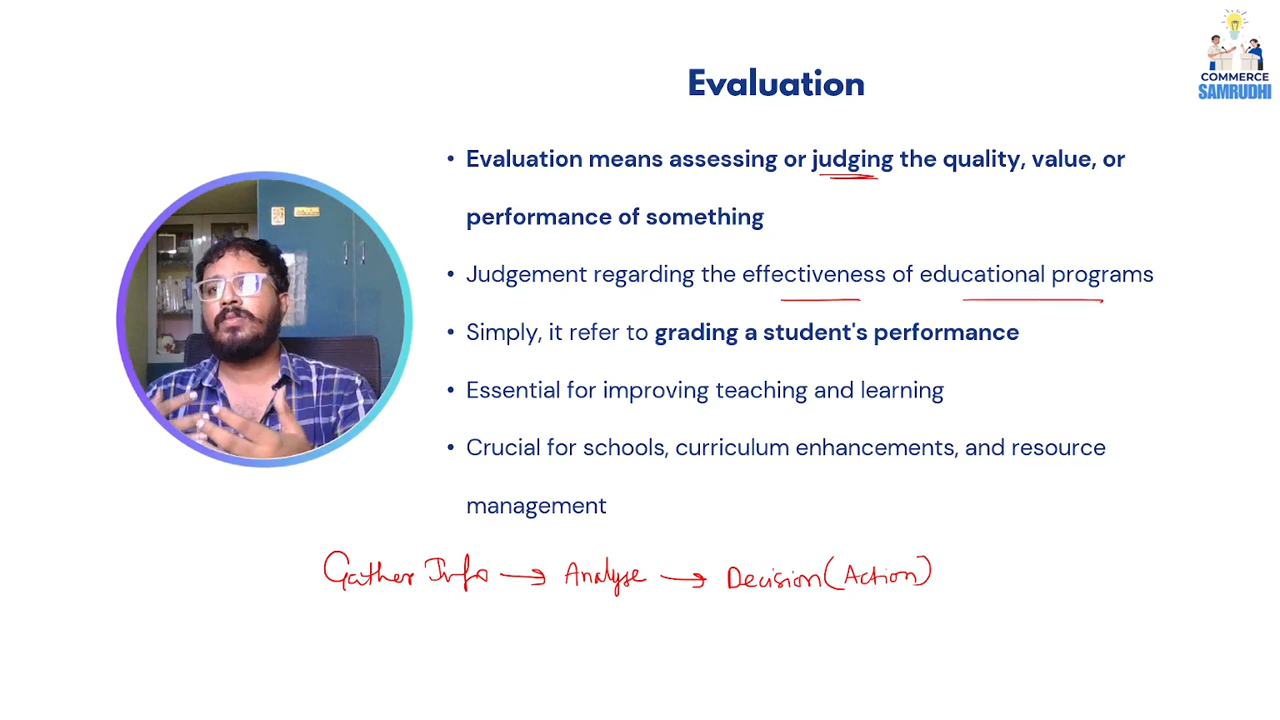 COMMERCE
SAMRUDHI
Evaluation
• Evaluation means assessing or judging the quality, value, or
performance of something
• Judgement regarding the effectiveness of educational programs
• Simply, it refer to grading a student's performance
• Essential for improving teaching and learning
• Crucial for schools, curriculum enhancements, and resource
management
Gather Info → Analyse → Decision (Action)